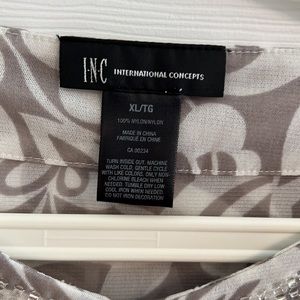 I·N·C INTERNATIONAL CONCEPTS
XL/TG
100% NYLON/NYLON
MADE IN CHINA
FABRIQUÉ EN CHINE
CA 00234
TURN INSIDE OUT. MACHINE
WASH COLD, GENTLE CYCLE.
WITH LIKE COLORS. ONLY NON-
CHLORINE BLEACH WHEN
NEEDED. TUMBLE DRY LOW.
COOL IRON WHEN NEEDED.
DO NOT IRON DECORATION